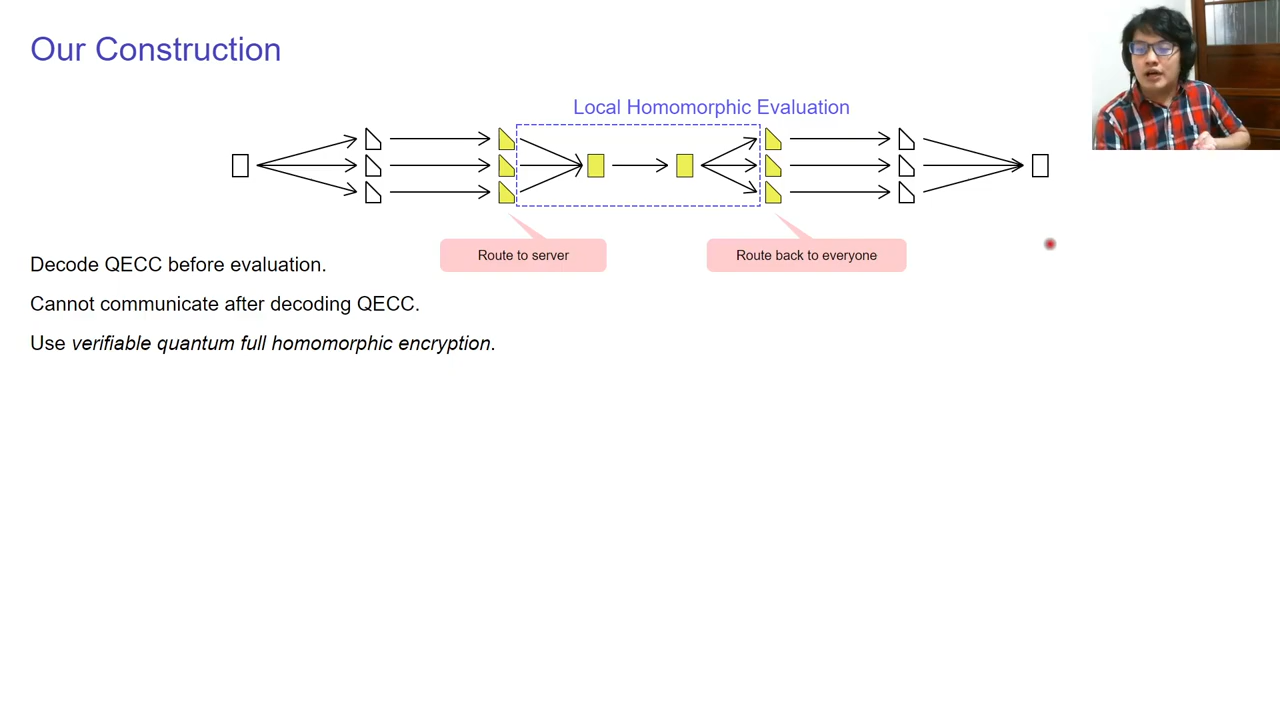 Our Construction
Local Homomorphic Evaluation
Route to server
Route back to everyone
Decode QECC before evaluation.
Cannot communicate after decoding QECC.
Use verifiable quantum full homomorphic encryption.